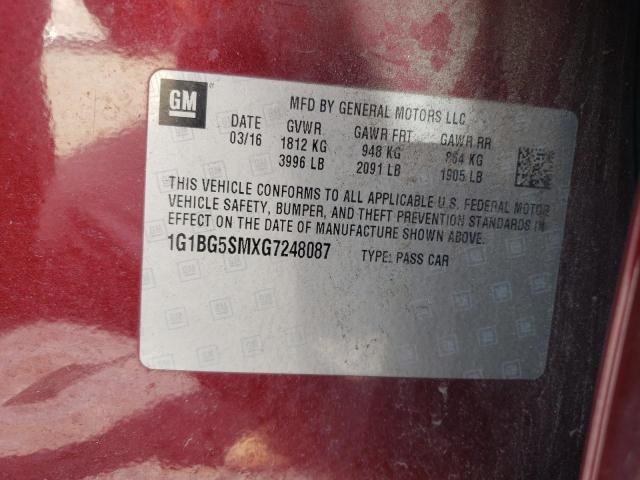 GM
MFD BY GENERAL MOTORS LLC
DATE GVWR GAWR FRT GAWR RR
03/16 1812 KG 948 KG 864 KG
3996 LB 2091 LB 1905 LB
THIS VEHICLE CONFORMS TO ALL APPLICABLE U.S. FEDERAL MOTOR
VEHICLE SAFETY, BUMPER, AND THEFT PREVENTION STANDARDS IN
EFFECT ON THE DATE OF MANUFACTURE SHOWN ABOVE.
1G1BG5SMXG7248087 TYPE: PASS CAR